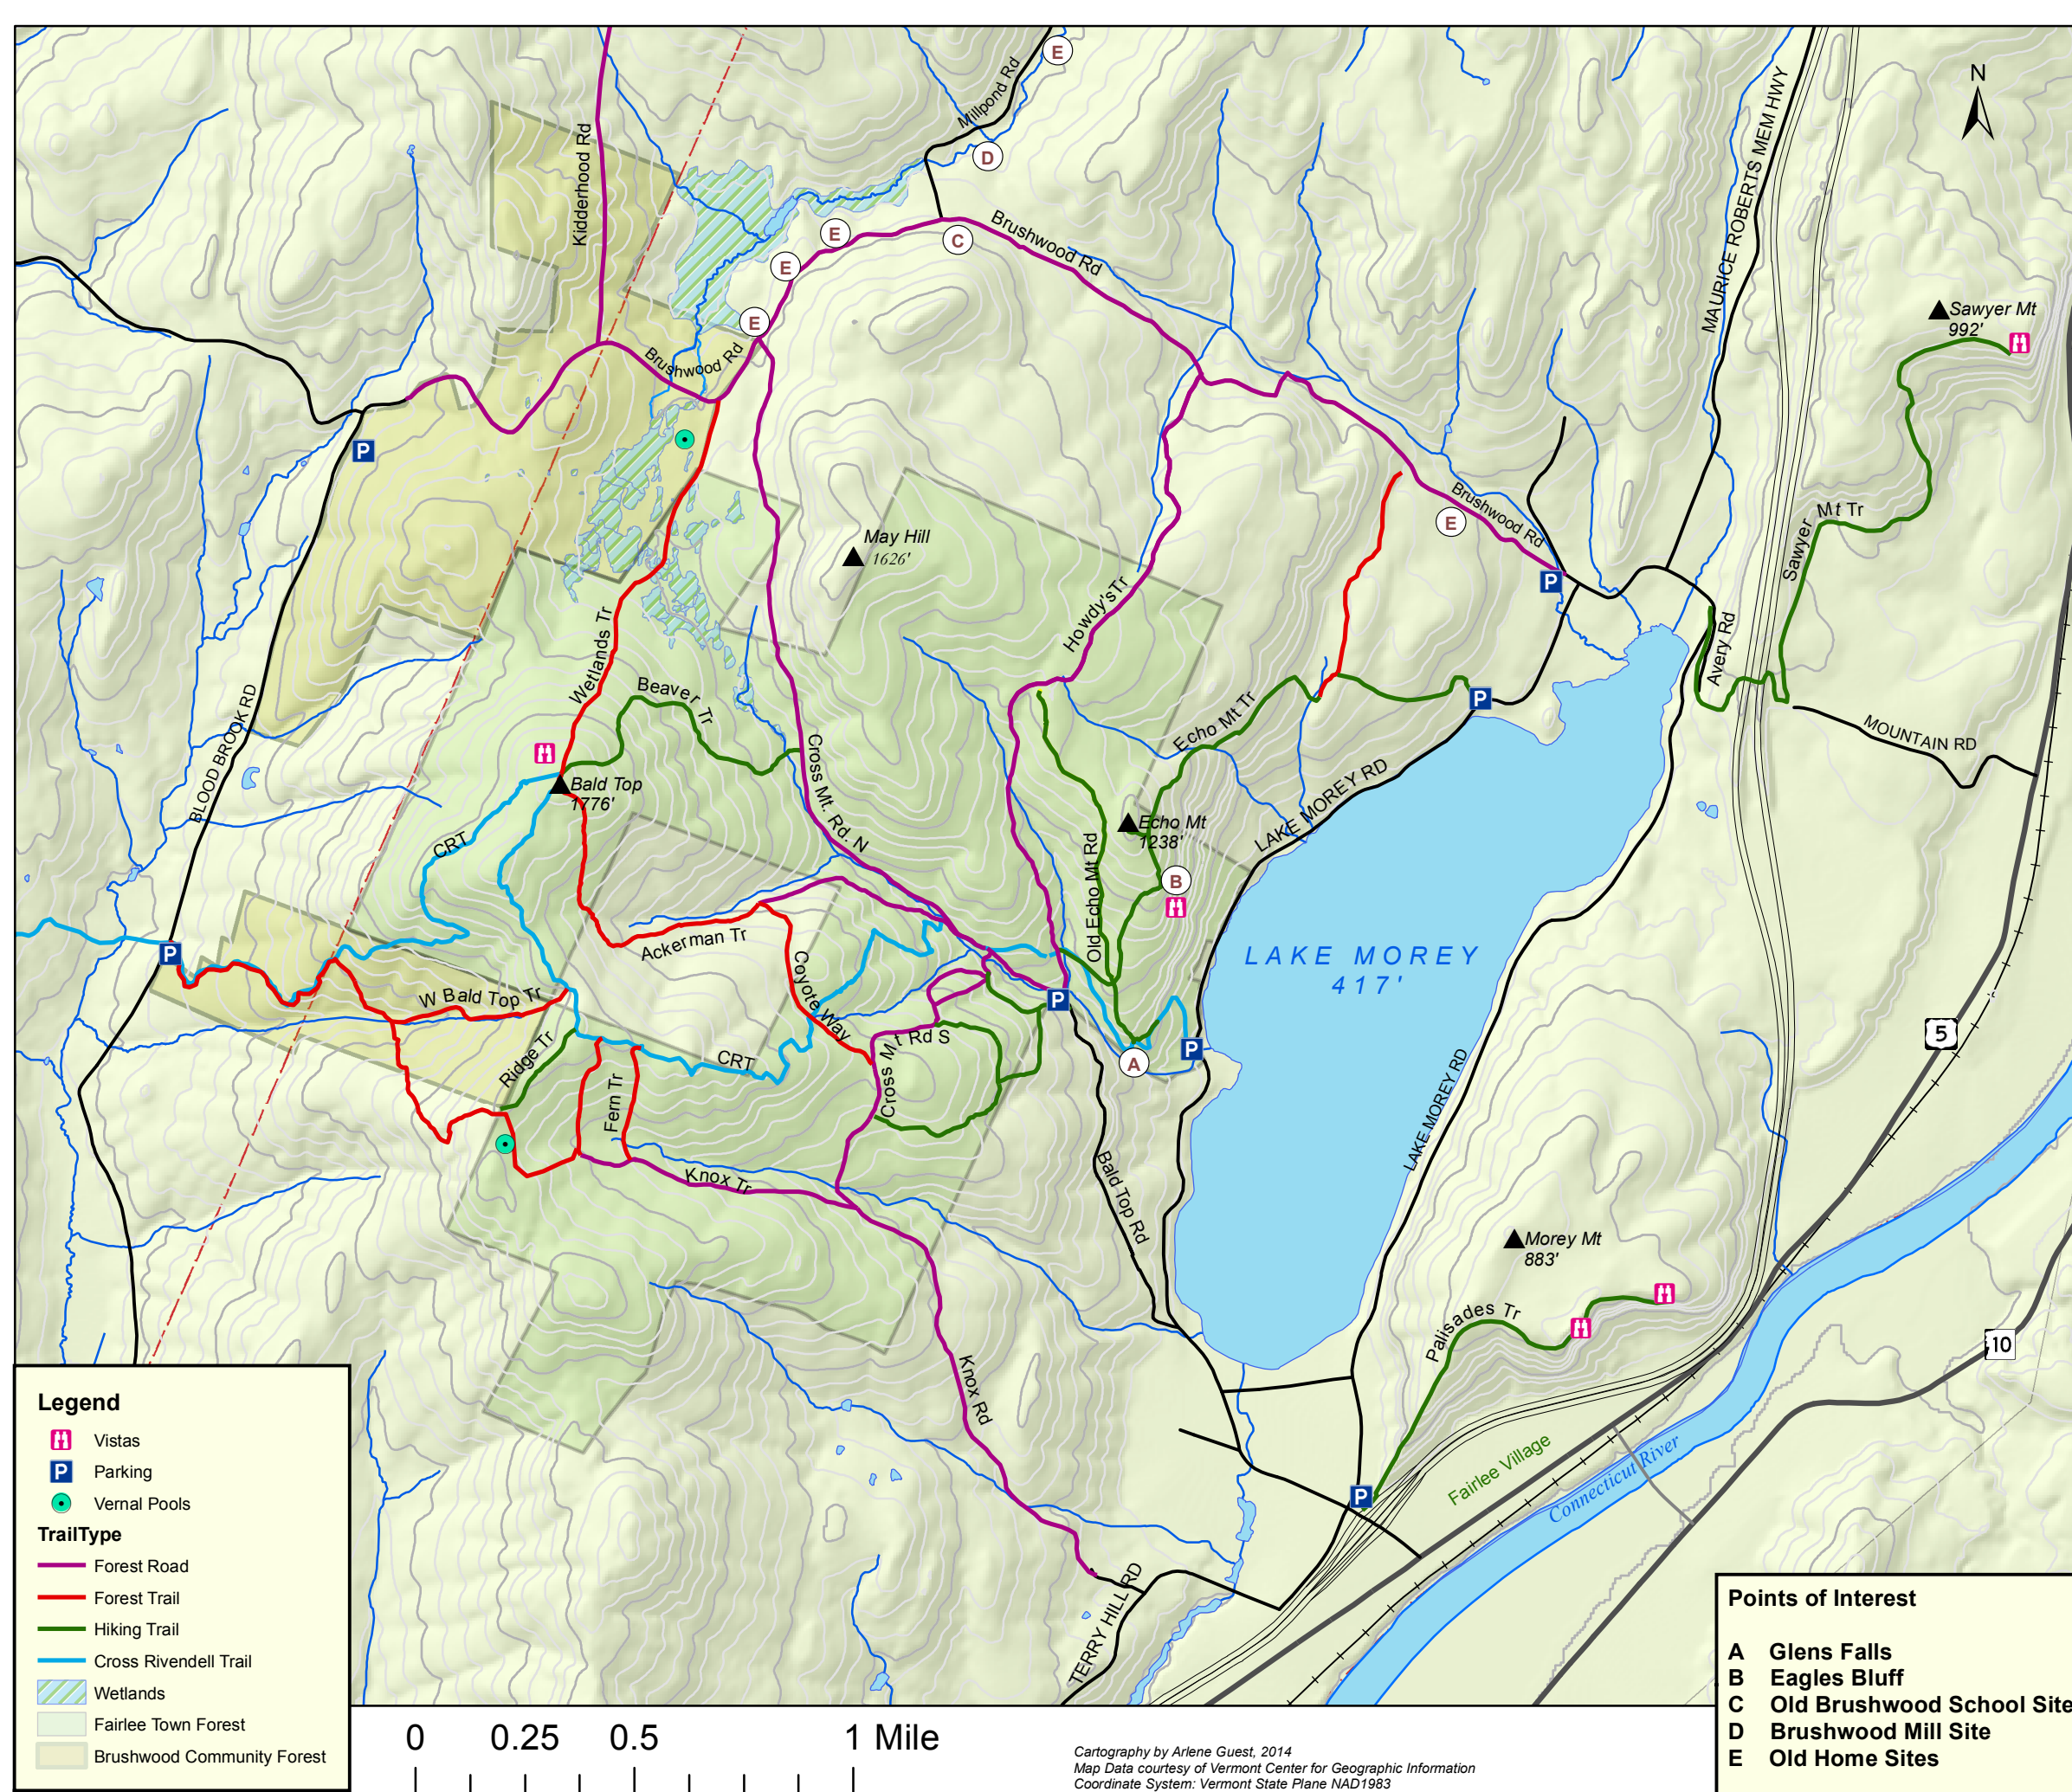 E
Millpond Rd
MAURICE ROBERTS MEM HWY
N
D
Kidderhood Rd
E
C
Brushwood Rd
E
Sawyer Mt
992'
E
Brushwood Rd
P
Brushwood Rd
E
Mt Tr
Sawyer
May Hill
1626'
P
Howdy's Tr
Wetlands Tr
Avery Rd
Beaver Tr
P
Echo Mt Tr
MOUNTAIN RD
BLOOD BROOK RD
Cross Mt. Rd. N
Bald Top
1776'
LAKE MOREY RD
Echo Mt
1238'
CRT
Old Echo Mt Rd
B
Ackerman Tr
LAKE MOREY
417'
P
Coyote Way
W Bald Top Tr
P
5
Cross Mt Rd S
P
A
Ridge Tr
CRT
Fern Tr
LAKE MOREY RD
Knox Tr
Bald Top Rd
Morey Mt
883'
Palisades Tr
10
Knox Rd
Fairlee Village
Connecticut River
P
TERRY HILL RD
Legend
Vistas
P
Parking
Vernal Pools
TrailType
Forest Road
Forest Trail
Hiking Trail
Cross Rivendell Trail
Wetlands
Fairlee Town Forest
Brushwood Community Forest
0 0.25 0.5 1 Mile
Cartography by Arlene Guest, 2014
Map Data courtesy of Vermont Center for Geographic Information
Coordinate System: Vermont State Plane NAD1983
Points of Interest
A Glens Falls
B Eagles Bluff
C Old Brushwood School Site
D Brushwood Mill Site
E Old Home Sites